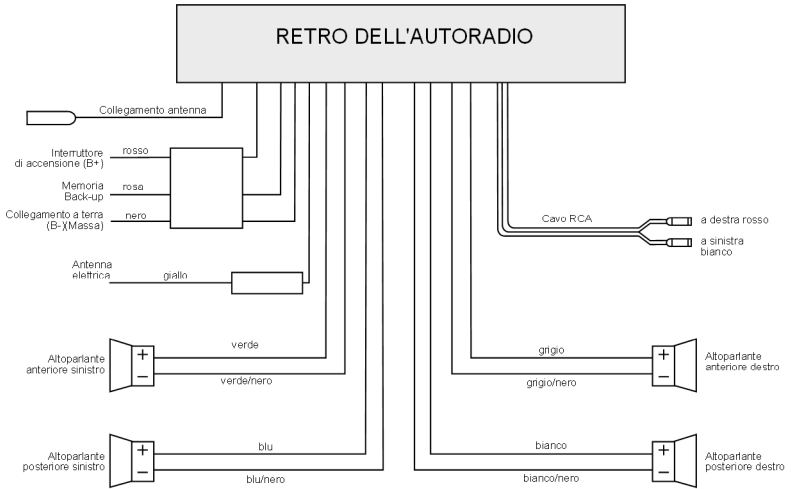 RETRO DELL'AUTORADIO
Collegamento antenna
Interruttore
di accensione (B+)
rosso
Memoria
Back-up
rosa
Collegamento a terra
(B-)(Massa)
nero
Cavo RCA
a destra rosso
a sinistra
bianco
Antenna
elettrica
giallo
Altoparlante
anteriore sinistro
+
−
verde
verde/nero
grigio
grigio/nero
+
−
Altoparlante
anteriore destro
Altoparlante
posteriore sinistro
+
−
blu
blu/nero
bianco
bianco/nero
+
−
Altoparlante
posteriore destro